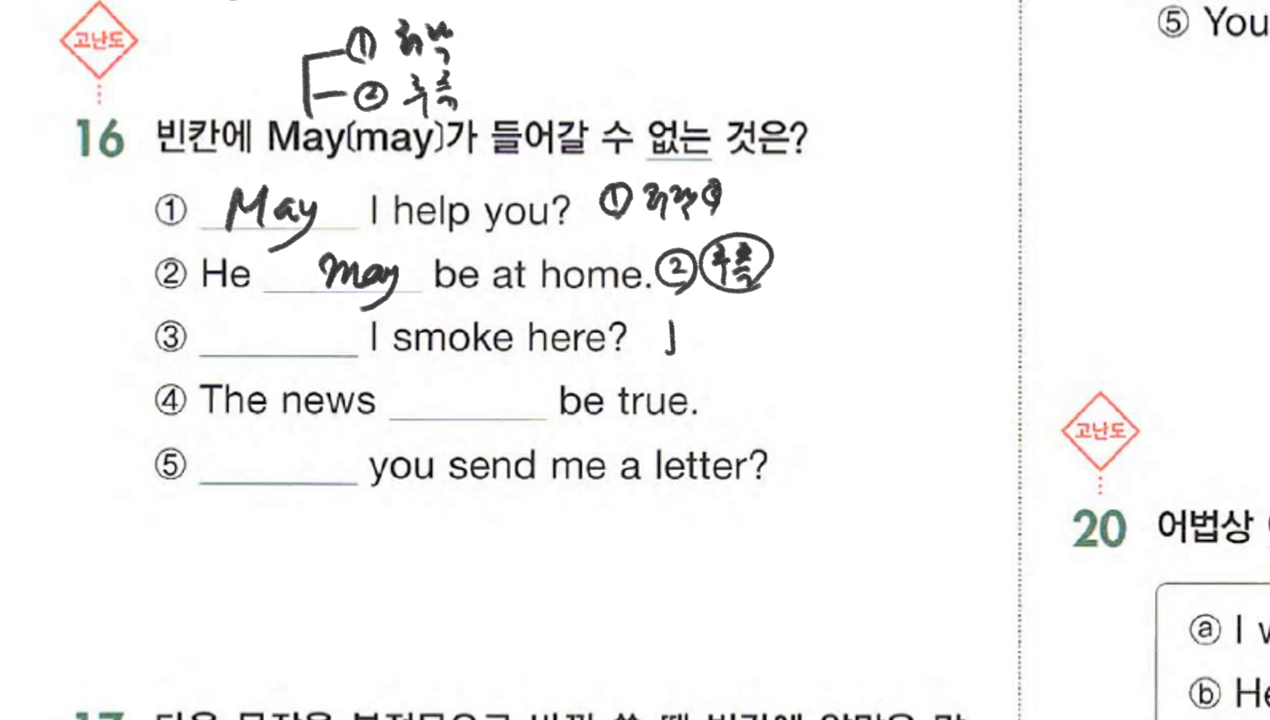 ⑤ You
고난도
① 허락
② 추측
16 빈칸에 May(may)가 들어갈 수 없는 것은?
① May I help you? ①
② He may be at home. ② 추측
③ I smoke here?
④ The news be true.
⑤ you send me a letter?
고난도
20 어법상
ⓐ I
ⓑ He